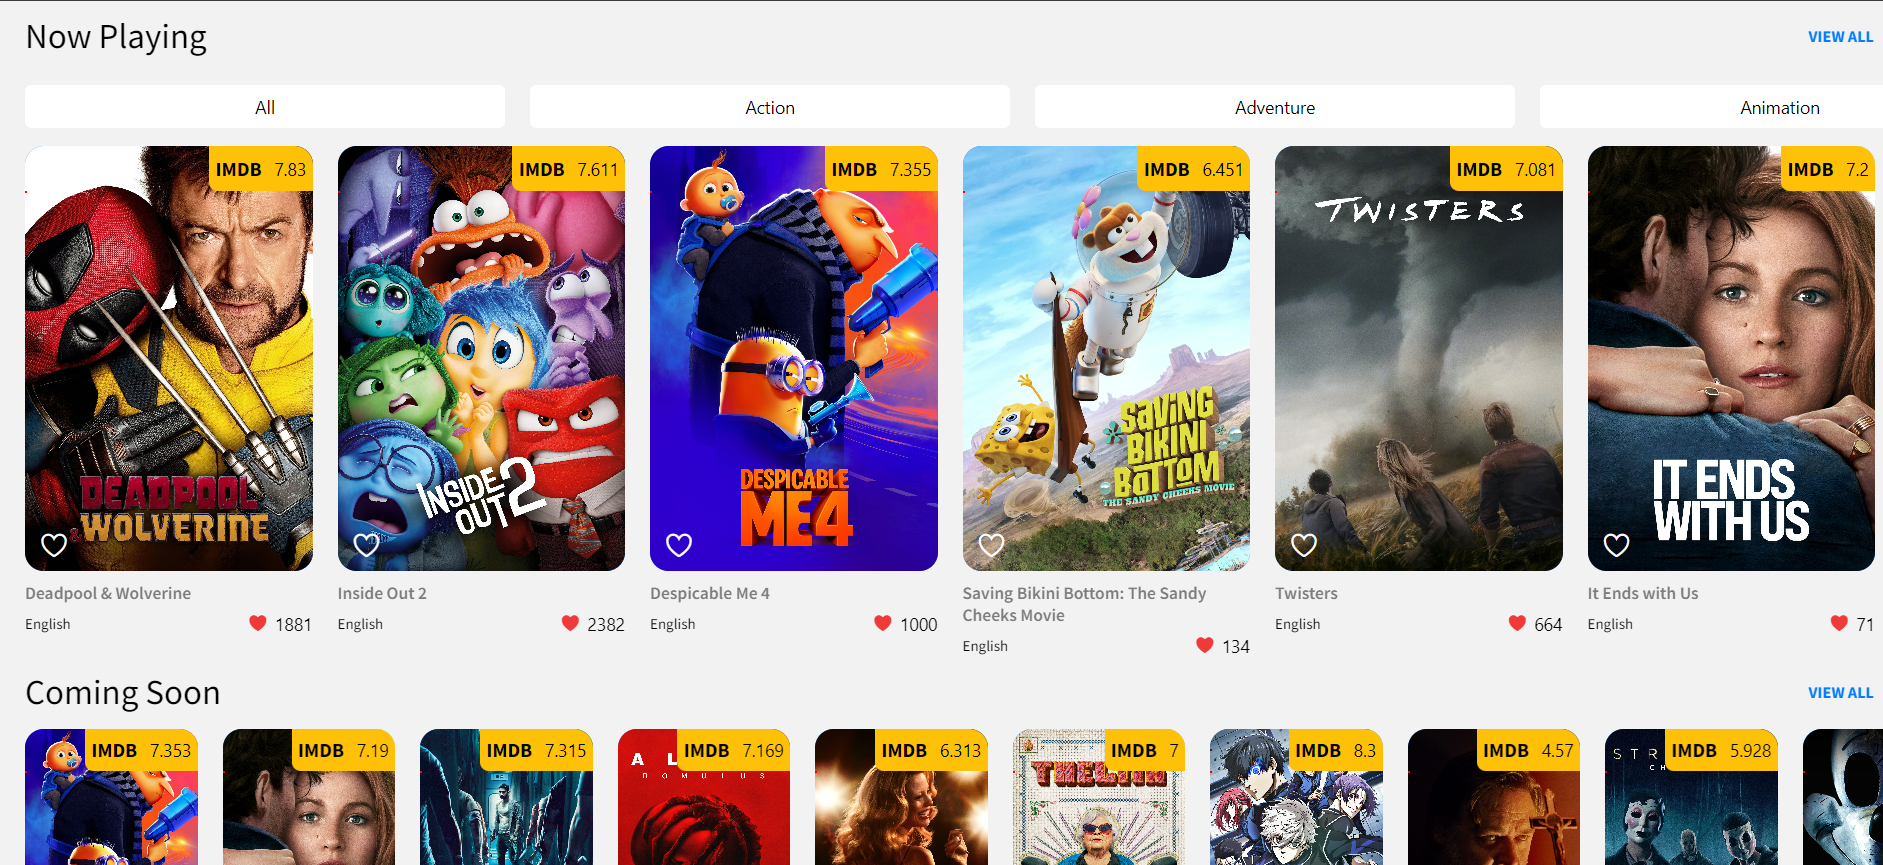 Now Playing
VIEW ALL
All
Action
Adventure
Animation
IMDB 7.83
DEADPOOL
& WOLVERINE
Deadpool & Wolverine
English
1881
IMDB 7.611
INSIDE
OUT 2
Inside Out 2
English
2382
IMDB 7.355
DESPICABLE
ME 4
Despicable Me 4
English
1000
IMDB 6.451
SAVING
BIKINI
BOTTOM
THE SANDY CHEEKS MOVIE
Saving Bikini Bottom: The Sandy
Cheeks Movie
English
134
IMDB 7.081
TWISTERS
Twisters
English
664
IMDB 7.2
IT ENDS
WITH US
It Ends with Us
English
71
Coming Soon
VIEW ALL
IMDB 7.353
IMDB 7.19
IMDB 7.315
IMDB 7.169
A L
ROMULUS
IMDB 6.313
IMDB 7
THELMA
IMDB 8.3
IMDB 4.57
IMDB 5.928
STR
CH